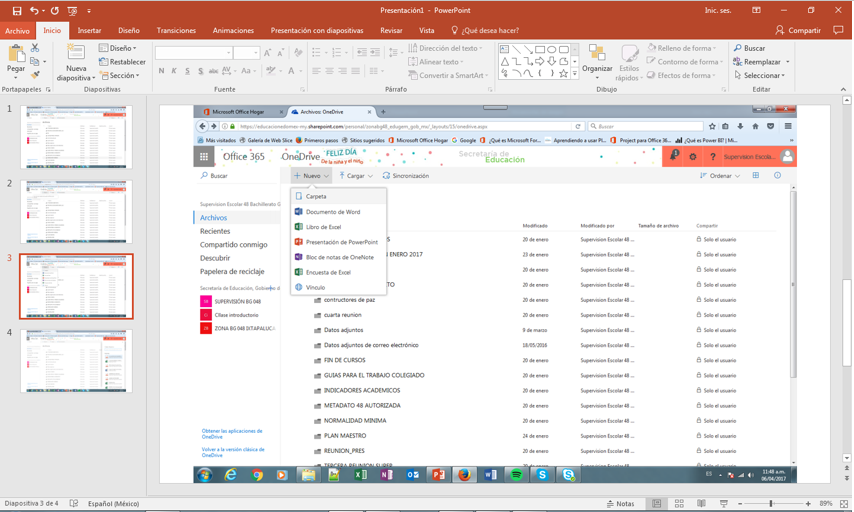 Presentación1 - PowerPoint
Inic. ses.
Archivo Inicio Insertar Diseño Transiciones Animaciones Presentación con diapositivas Revisar Vista ¿Qué desea hacer? Compartir
Pegar
Nueva diapositiva
Diseño
Restablecer
Sección
N K S S abc AV Aa A
Dirección del texto
Alinear texto
Convertir a SmartArt
Organizar
Estilos rápidos
Relleno de forma
Contorno de forma
Efectos de forma
Buscar
Reemplazar
Seleccionar
Portapapeles Diapositivas Fuente Párrafo Dibujo Editar
1
2
3
4
Microsoft Office Hogar
Archivos: OneDrive
Buscar
Más visitados Galería de Web Slice Primeros pasos Sitios sugeridos Microsoft Office Hogar Google ¿Qué es Microsoft For... Aprendiendo a usar Pl... Project para Office 36... ¿Qué es Power BI? | Mi...
Office 365
OneDrive
¡FELIZ DÍA
De la niña y el niño!
Secretaría de
Educación
2
?
Supervision Escola...
Buscar
Nuevo Cargar Sincronización Ordenar
Carpeta
Documento de Word
Libro de Excel
Presentación de PowerPoint
Bloc de notas de OneNote
Encuesta de Excel
Vínculo
Supervision Escolar 48 Bachillerato G
Archivos
Recientes
Compartido conmigo
Descubrir
Papelera de reciclaje
Secretaría de Educación, Gobierno d
SUPERVISIÓN BG 048
Cllase introductorio
ZONA BG 048 IXTAPALUCA
Obtener las aplicaciones de OneDrive
Volver a la versión clásica de OneDrive
Modificado Modificado por Tamaño de archivo Compartir
S 20 de enero Supervision Escolar 48 ... Solo el usuario
N ENERO 2017 23 de enero Supervision Escolar 48 ... Solo el usuario
20 de enero Supervision Escolar 48 ... Solo el usuario
TO 20 de enero Supervision Escolar 48 ... Solo el usuario
contructores de paz 20 de enero Supervision Escolar 48 ... Solo el usuario
cuarta reunion 20 de enero Supervision Escolar 48 ... Solo el usuario
Datos adjuntos 9 de marzo Supervision Escolar 48 ... Solo el usuario
Datos adjuntos de correo electrónico 18/05/2016 Supervision Escolar 48 ... Solo el usuario
FIN DE CURSOS 20 de enero Supervision Escolar 48 ... Solo el usuario
GUIAS PARA EL TRABAJO COLEGIADO 20 de enero Supervision Escolar 48 ... Solo el usuario
INDICADORES ACADEMICOS 20 de enero Supervision Escolar 48 ... Solo el usuario
METADATO 48 AUTORIZADA 20 de enero Supervision Escolar 48 ... Solo el usuario
NORMALIDAD MINIMA 20 de enero Supervision Escolar 48 ... Solo el usuario
PLAN MAESTRO 24 de enero Supervision Escolar 48 ... Solo el usuario
REUNION_PRES 20 de enero Supervision Escolar 48 ... Solo el usuario
TERCERA REUNION SUPER 20 de enero Supervision Escolar 48 ... Solo el usuario
ES
11:48 a.m.
06/04/2017
Diapositiva 3 de 4 Español (México) Notas 89%